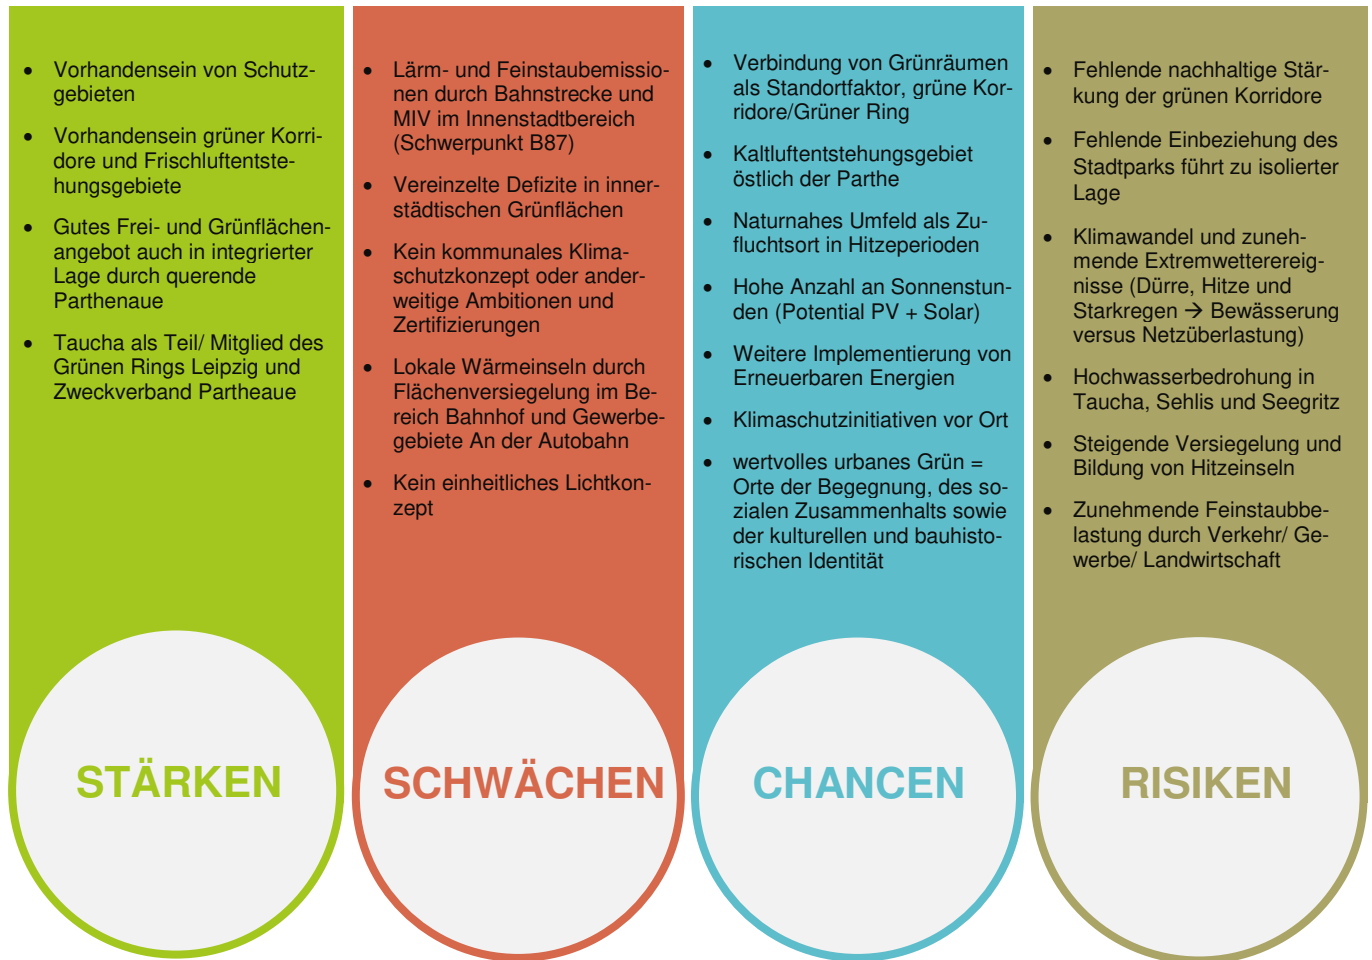 • Vorhandensein von Schutz-
gebieten
• Vorhandensein grüner Korri-
dore und Frischluftentste-
hungsgebiete
• Gutes Frei- und Grünflächen-
angebot auch in integrierter
Lage durch querende
Parthenaue
• Taucha als Teil/ Mitglied des
Grünen Rings Leipzig und
Zweckverband Partheaue
STÄRKEN
• Lärm- und Feinstaubemissio-
nen durch Bahnstrecke und
MIV im Innenstadtbereich
(Schwerpunkt B87)
• Vereinzelte Defizite in inner-
städtischen Grünflächen
• Kein kommunales Klima-
schutzkonzept oder ander-
weitige Ambitionen und
Zertifizierungen
• Lokale Wärmeinseln durch
Flächenversiegelung im Be-
reich Bahnhof und Gewerbe-
gebiete An der Autobahn
• Kein einheitliches Lichtkon-
zept
SCHWÄCHEN
• Verbindung von Grünräumen
als Standortfaktor, grüne Kor-
ridore/Grüner Ring
• Kaltluftentstehungsgebiet
östlich der Parthe
• Naturnahes Umfeld als Zu-
fluchtsort in Hitzeperioden
• Hohe Anzahl an Sonnenstun-
den (Potential PV + Solar)
• Weitere Implementierung von
Erneuerbaren Energien
• Klimaschutzinitiativen vor Ort
• wertvolles urbanes Grün =
Orte der Begegnung, des so-
zialen Zusammenhalts sowie
der kulturellen und bauhisto-
rischen Identität
CHANCEN
• Fehlende nachhaltige Stär-
kung der grünen Korridore
• Fehlende Einbeziehung des
Stadtparks führt zu isolierter
Lage
• Klimawandel und zuneh-
mende Extremwetterereig-
nisse (Dürre, Hitze und
Starkregen → Bewässerung
versus Netzüberlastung)
• Hochwasserbedrohung in
Taucha, Sehlis und Seegritz
• Steigende Versiegelung und
Bildung von Hitzeinseln
• Zunehmende Feinstaubbe-
lastung durch Verkehr/ Ge-
werbe/ Landwirtschaft
RISIKEN